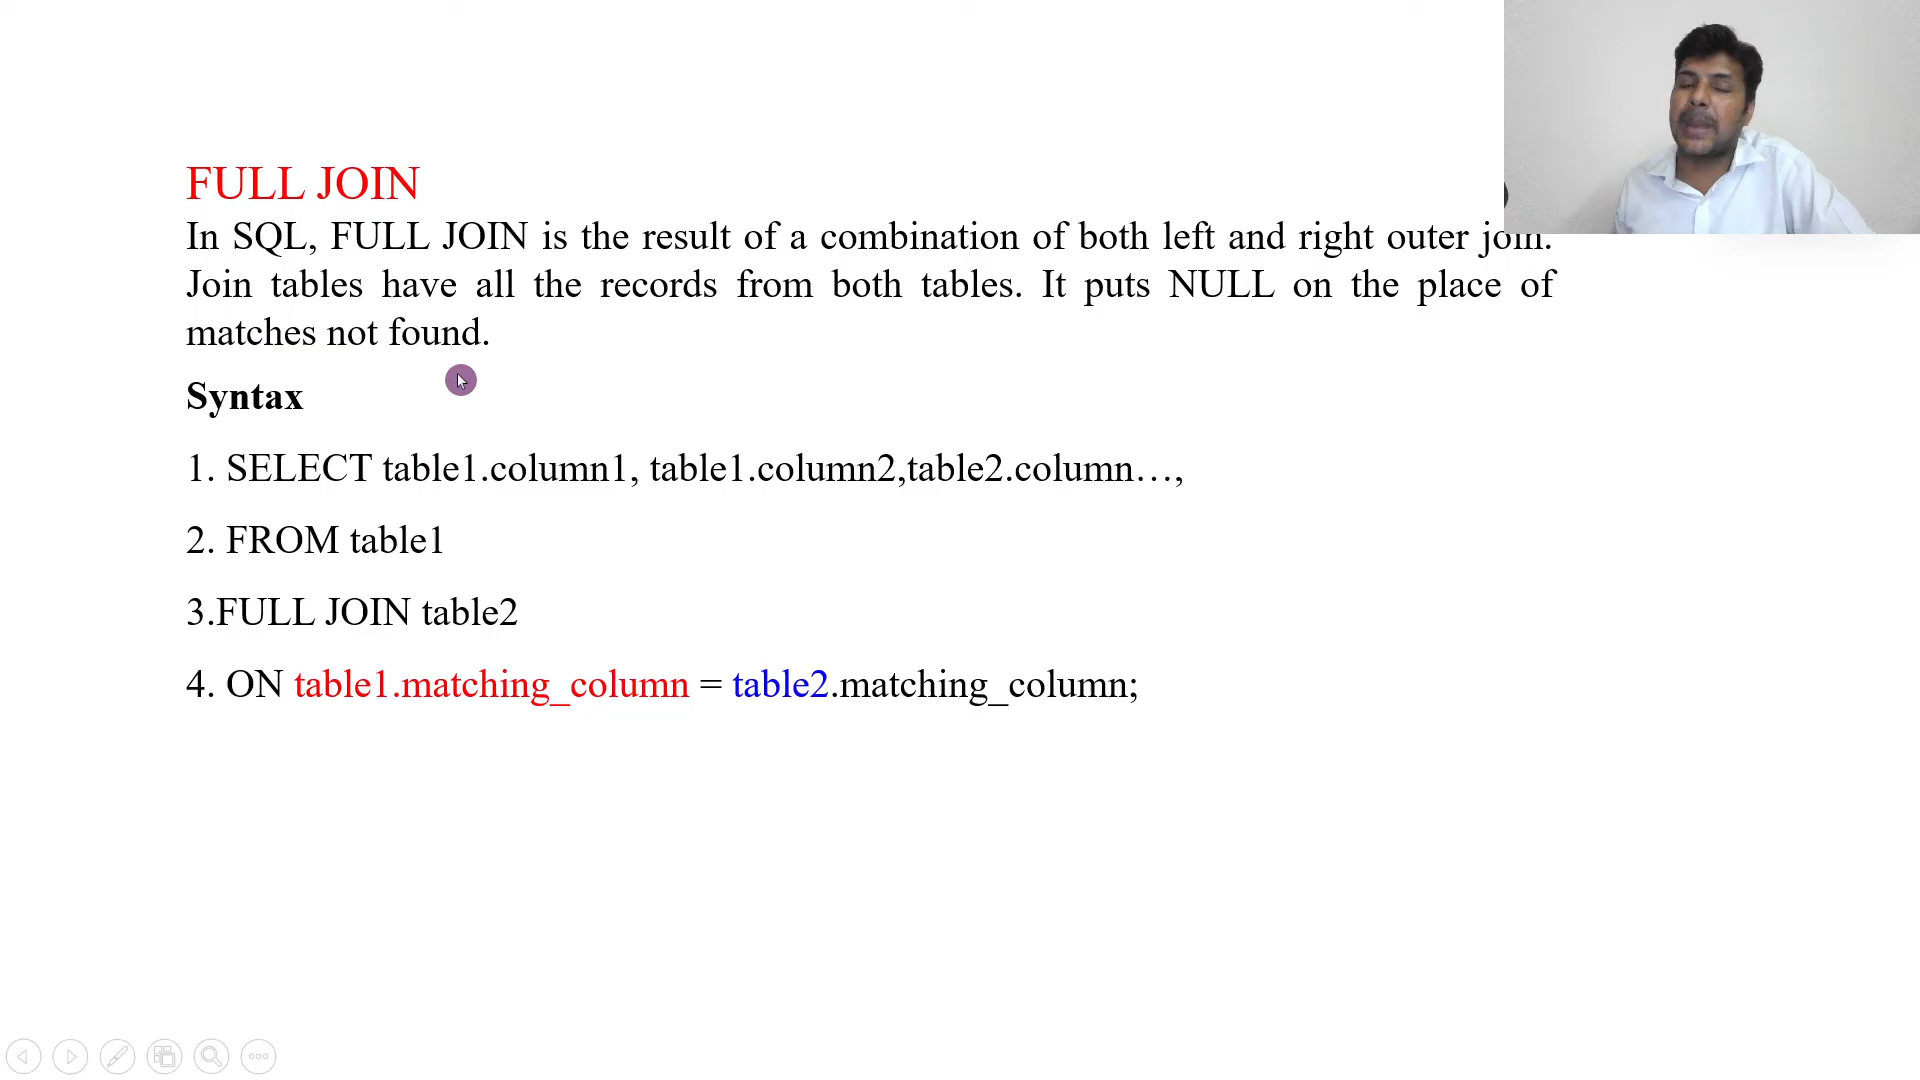 FULL JOIN
In SQL, FULL JOIN is the result of a combination of both left and right outer join.
Join tables have all the records from both tables. It puts NULL on the place of
matches not found.
Syntax
1. SELECT table1.column1, table1.column2,table2.column…,
2. FROM table1
3.FULL JOIN table2
4. ON table1.matching_column = table2.matching_column;